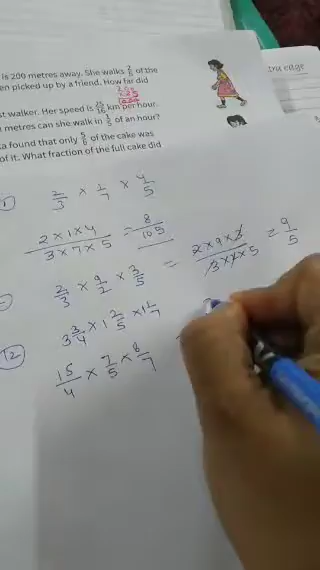 is 200 metres away. She walks 2/5 of the
en picked up by a friend. How far did
tra edge
st walker. Her speed is 25/16 km per hour.
metres can she walk in 1/5 of an hour?
a found that only 5/6 of the cake was
of it. What fraction of the full cake did
2/3 × 1/7 × 4/5
2×1×4 / 3×7×5 = 8/105
2/3 × 9/2 × 3/5 = 2×9×3 / 3×1×5 = 9/5
3 3/4 × 1 2/5 × 1 1/7
12
15/4 × 7/5 × 8/7